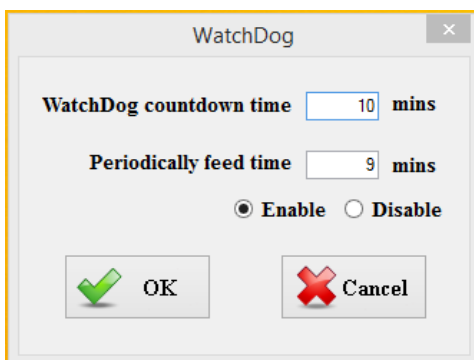 WatchDog
WatchDog countdown time 10 mins
Periodically feed time 9 mins
Enable Disable
OK Cancel